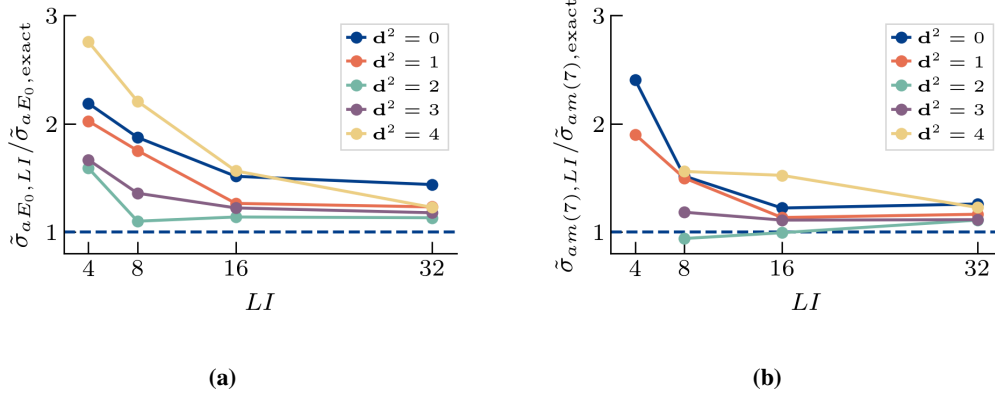 3
2
1
4
8
16
32
LI
σ̃_{aE_0, LI}/σ̃_{aE_0, exact}
d² = 0
d² = 1
d² = 2
d² = 3
d² = 4
(a)
3
2
1
4
8
16
32
LI
σ̃_{am(7), LI}/σ̃_{am(7), exact}
d² = 0
d² = 1
d² = 2
d² = 3
d² = 4
(b)